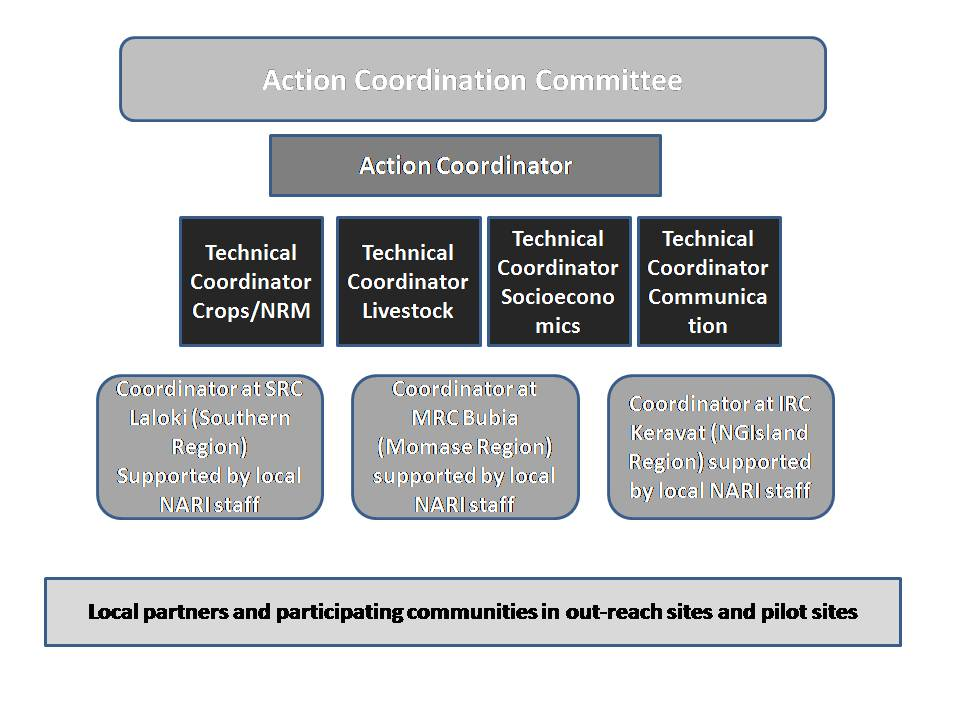 Action Coordination Committee
Action Coordinator
Technical
Coordinator
Crops/NRM
Technical
Coordinator
Livestock
Technical
Coordinator
Socioecono
mics
Technical
Coordinator
Communica
tion
Coordinator at SRC
Laloki (Southern
Region)
Supported by local
NARI staff
Coordinator at
MRC Bubia
(Momase Region)
supported by local
NARI staff
Coordinator at IRC
Keravat (NGIsland
Region) supported
by local NARI staff
Local partners and participating communities in out-reach sites and pilot sites